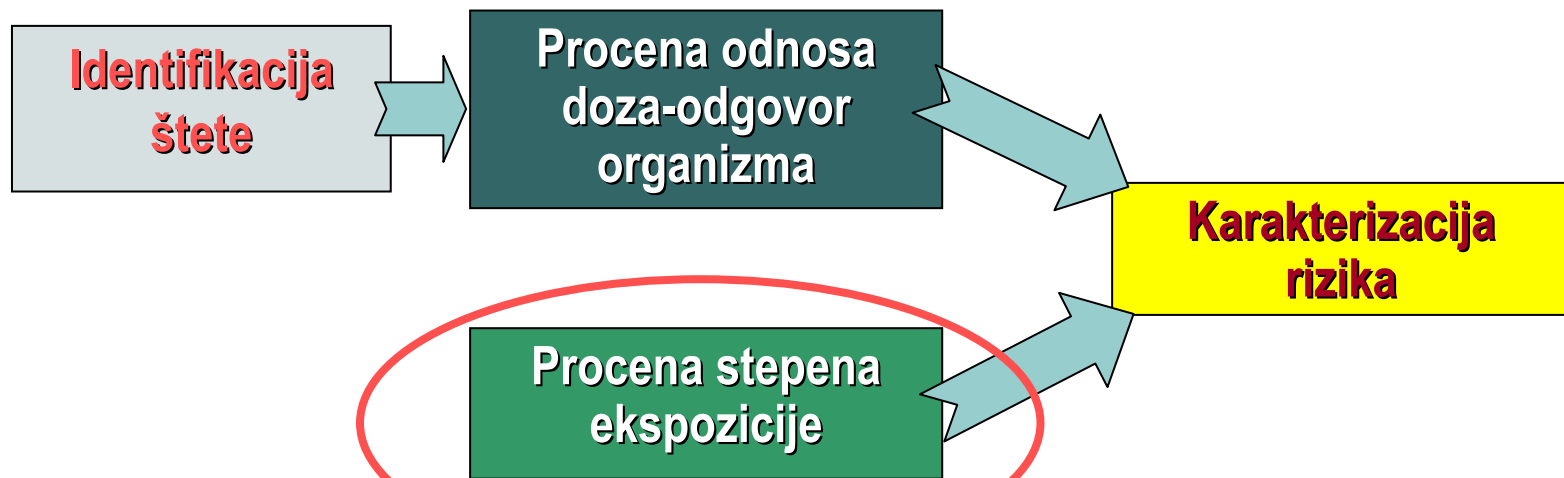 Identifikacija
štete
Procena odnosa
doza-odgovor
organizma
Karakterizacija
rizika
Procena stepena
ekspozicije